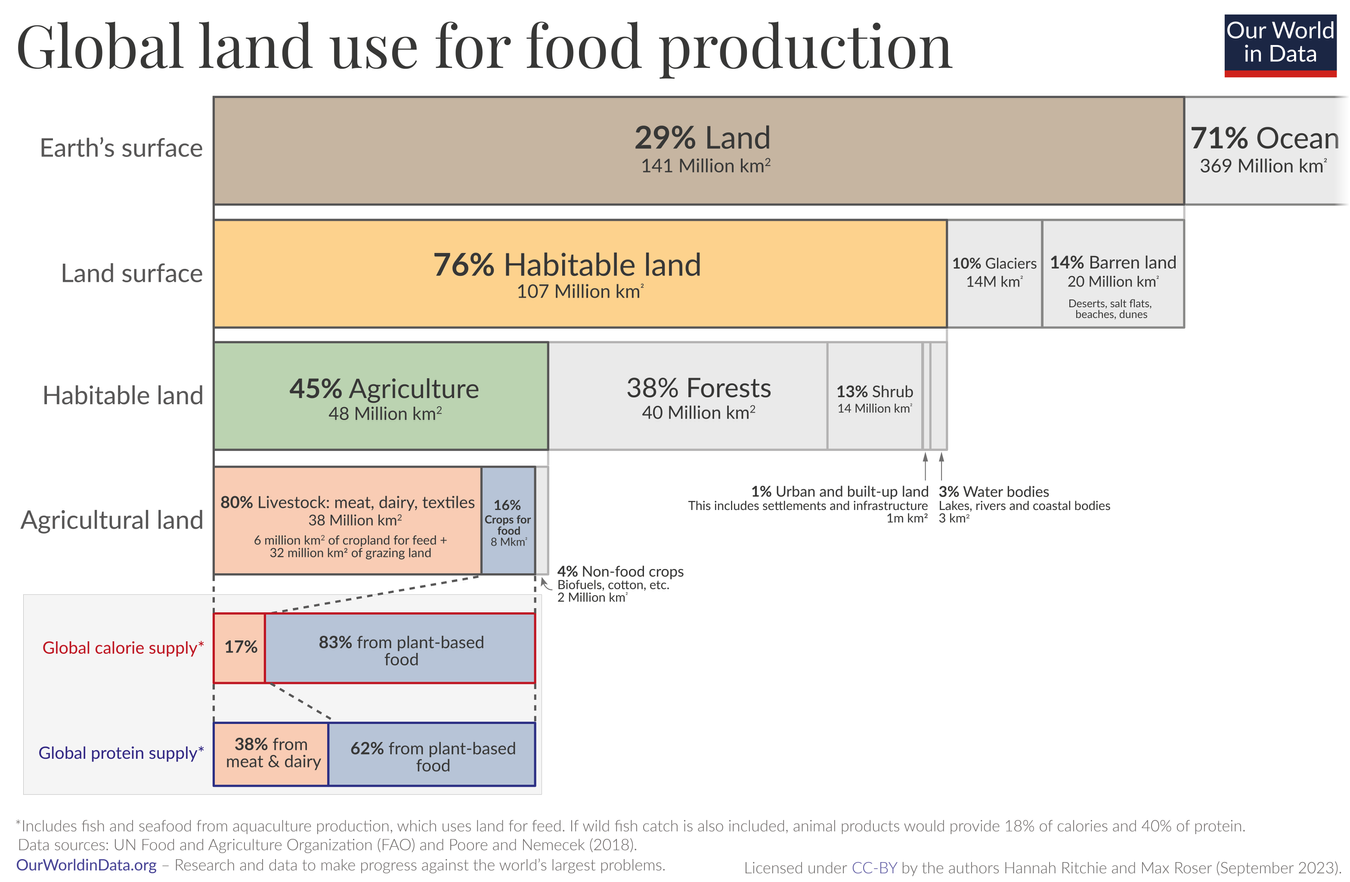 Global land use for food production
Our World
in Data
Earth's surface
29% Land
141 Million km²
71% Ocean
369 Million km²
Land surface
76% Habitable land
107 Million km²
10% Glaciers
14M km²
14% Barren land
20 Million km²
Deserts, salt flats,
beaches, dunes
Habitable land
45% Agriculture
48 Million km²
38% Forests
40 Million km²
13% Shrub
14 Million km²
1% Urban and built-up land
This includes settlements and infrastructure
1m km²
3% Water bodies
Lakes, rivers and coastal bodies
3 km²
Agricultural land
80% Livestock: meat, dairy, textiles
38 Million km²
6 million km² of cropland for feed +
32 million km² of grazing land
16%
Crops for
food
8 Mkm²
4% Non-food crops
Biofuels, cotton, etc.
2 Million km²
Global calorie supply*
17%
83% from plant-based
food
Global protein supply*
38% from
meat & dairy
62% from plant-based
food
*Includes fish and seafood from aquaculture production, which uses land for feed. If wild fish catch is also included, animal products would provide 18% of calories and 40% of protein.
Data sources: UN Food and Agriculture Organization (FAO) and Poore and Nemecek (2018).
OurWorldinData.org – Research and data to make progress against the world's largest problems.
Licensed under CC-BY by the authors Hannah Ritchie and Max Roser (September 2023).